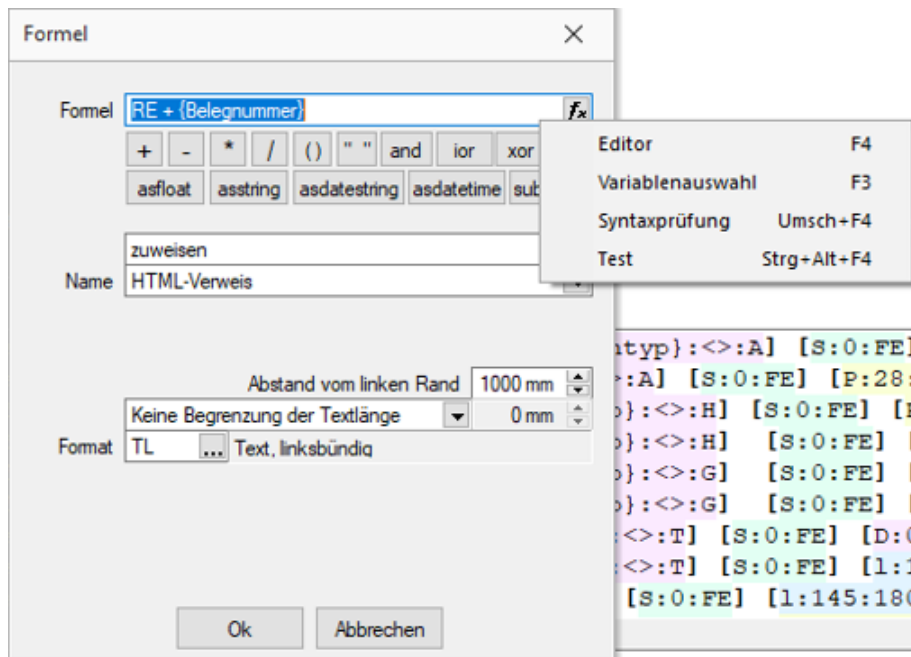 Formel
Formel RE + {Belegnummer} fx
+ - * / () " " and ior xor
asfloat asstring asdatestring asdatetime sub
Editor F4
Variablenauswahl F3
Syntaxprüfung Umsch+F4
Test Strg+Alt+F4
zuweisen
Name HTML-Verweis
Abstand vom linken Rand 1000 mm
Keine Begrenzung der Textlänge 0 mm
Format TL ... Text, linksbündig
Ok Abbrechen
ntyp}:<>:A] [S:0:FE]
:A] [S:0:FE] [P:28:
}:<>:H] [S:0:FE] [
}:<>:H] [S:0:FE] [
}:<>:G] [S:0:FE] [
}:<>:G] [S:0:FE] [
:<>:T] [S:0:FE] [D:
:<>:T] [S:0:FE] [l:1
[S:0:FE] [l:145:180